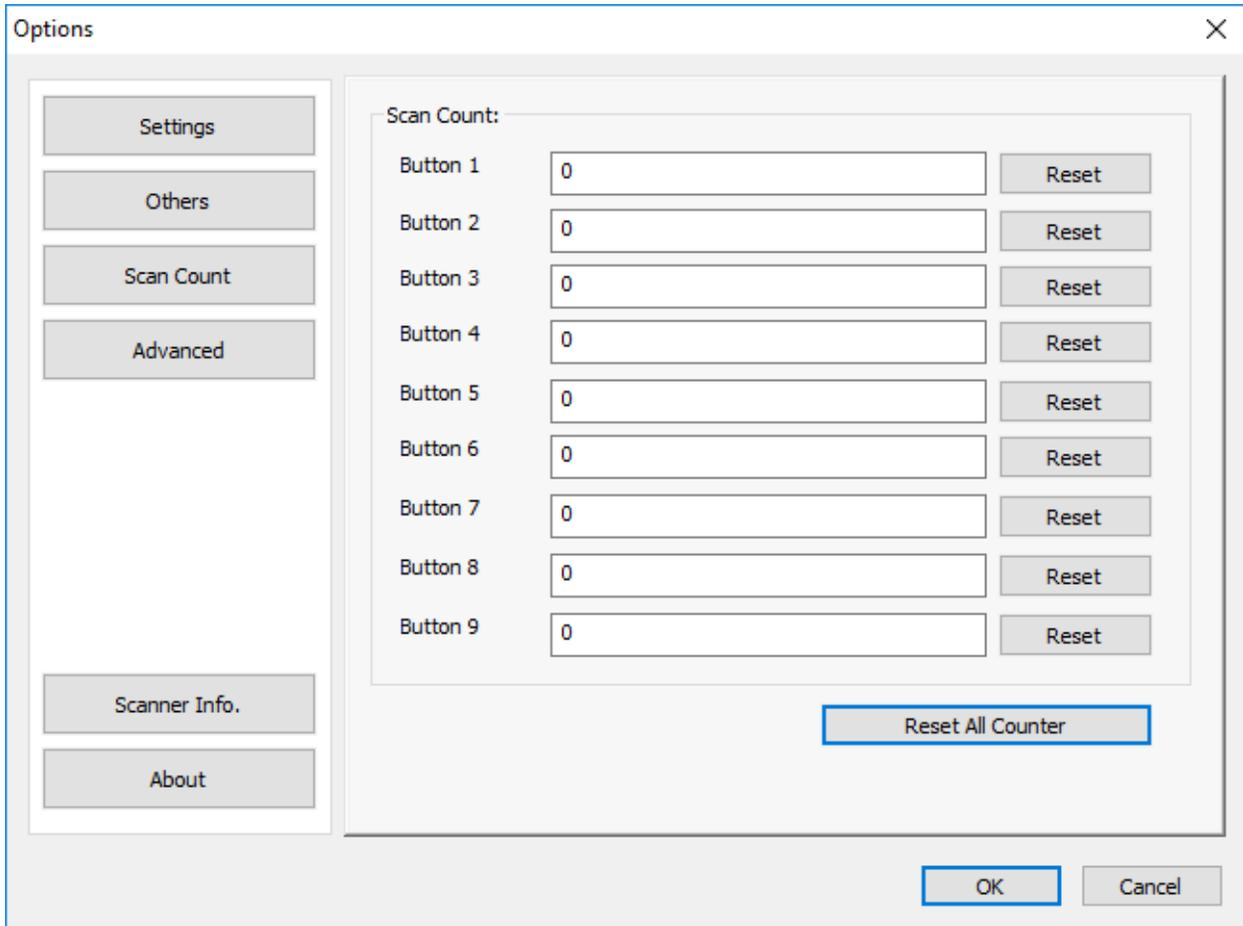 Options
Settings
Others
Scan Count
Advanced
Scanner Info.
About
Scan Count:
Button 1 0 Reset
Button 2 0 Reset
Button 3 0 Reset
Button 4 0 Reset
Button 5 0 Reset
Button 6 0 Reset
Button 7 0 Reset
Button 8 0 Reset
Button 9 0 Reset
Reset All Counter
OK Cancel